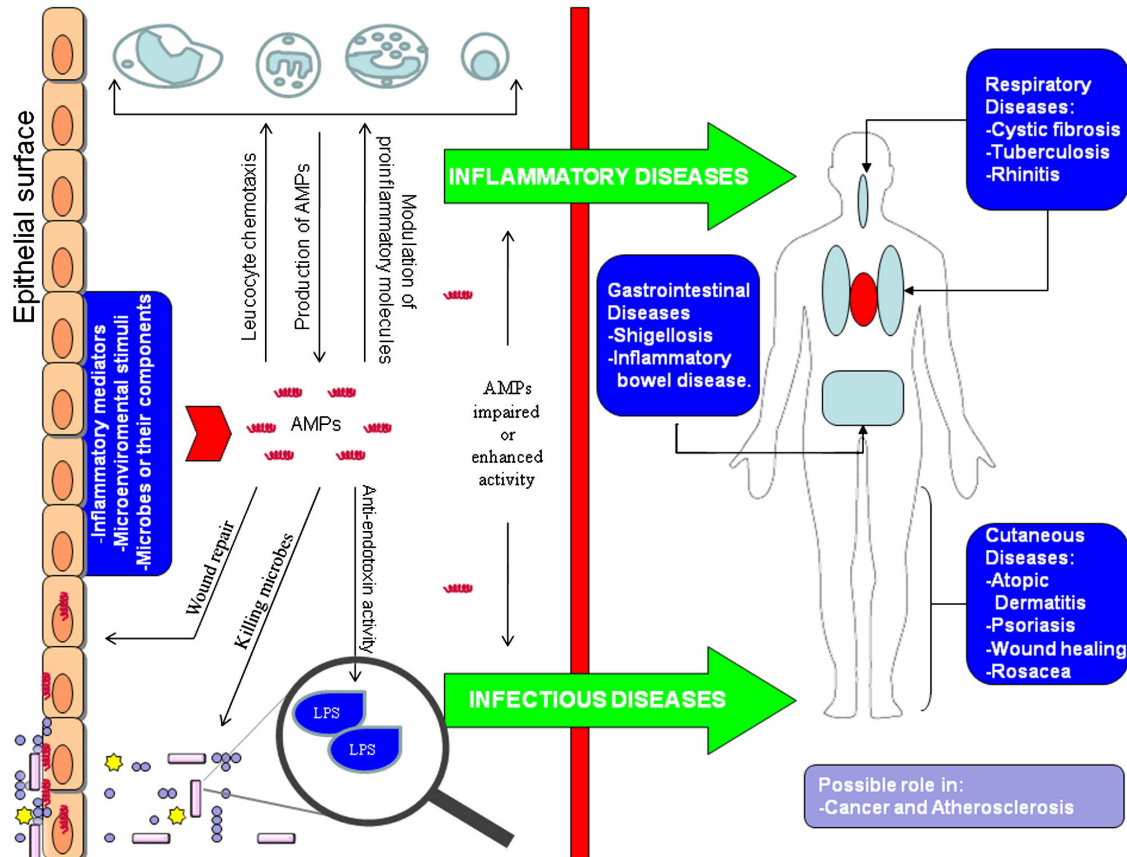 Epithelial surface
-Inflammatory mediators
-Microenviromental stimuli
-Microbes or their components
Leucocyte chemotaxis
Production of AMPs
Modulation of
proinflammatory molecules
AMPs
Wound repair
Killing microbes
Anti-endotoxin activity
LPS
LPS
INFLAMMATORY DISEASES
AMPs
impaired
or
enhanced
activity
INFECTIOUS DISEASES
Respiratory
Diseases:
-Cystic fibrosis
-Tuberculosis
-Rhinitis
Gastrointestinal
Diseases
-Shigellosis
-Inflammatory
bowel disease.
Cutaneous
Diseases:
-Atopic
Dermatitis
-Psoriasis
-Wound healing
-Rosacea
Possible role in:
-Cancer and Atherosclerosis